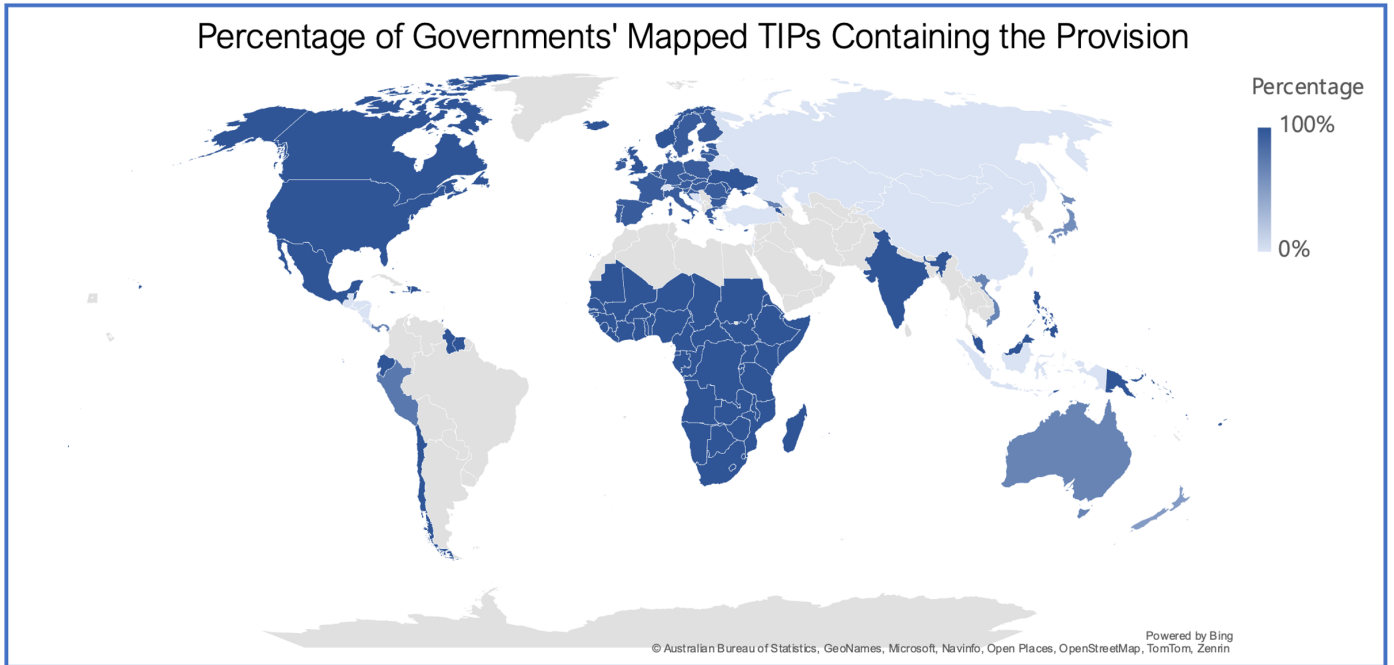 Percentage of Governments' Mapped TIPs Containing the Provision
Percentage
100%
0%
Powered by Bing
© Australian Bureau of Statistics, GeoNames, Microsoft, Navinfo, Open Places, OpenStreetMap, TomTom, Zenrin